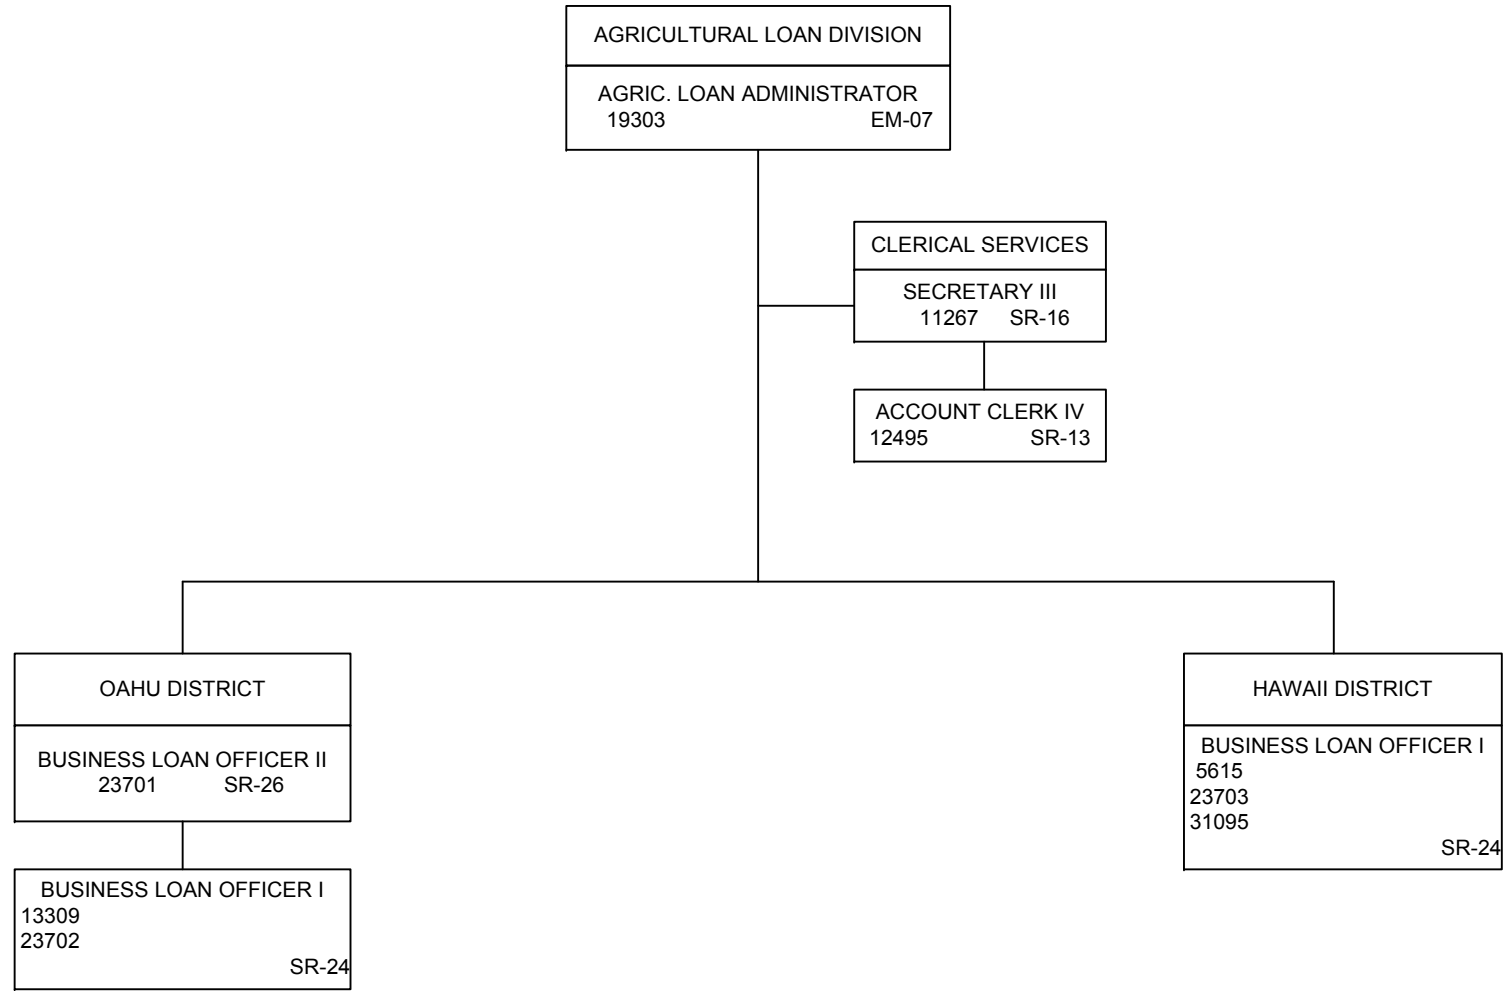 AGRICULTURAL LOAN DIVISION
AGRIC. LOAN ADMINISTRATOR
19303 EM-07
CLERICAL SERVICES
SECRETARY III
11267 SR-16
ACCOUNT CLERK IV
12495 SR-13
OAHU DISTRICT
BUSINESS LOAN OFFICER II
23701 SR-26
BUSINESS LOAN OFFICER I
13309
23702
SR-24
HAWAII DISTRICT
BUSINESS LOAN OFFICER I
5615
23703
31095
SR-24